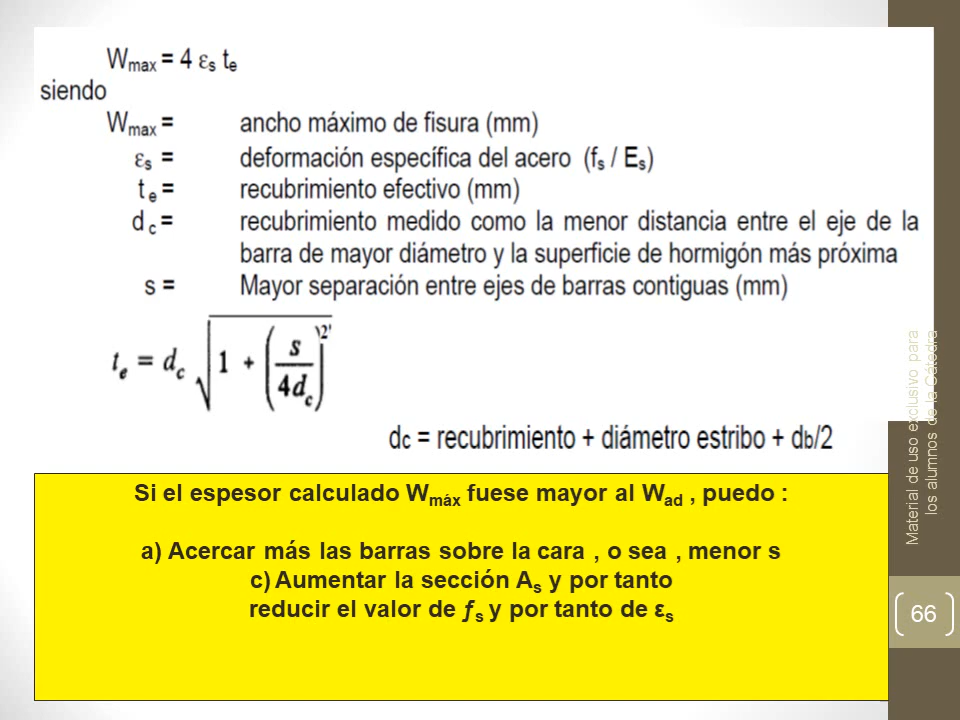 Wmax = 4 εs te
siendo
Wmax = ancho máximo de fisura (mm)
εs = deformación específica del acero (fs / Es)
te = recubrimiento efectivo (mm)
dc = recubrimiento medido como la menor distancia entre el eje de la
barra de mayor diámetro y la superficie de hormigón más próxima
s = Mayor separación entre ejes de barras contiguas (mm)
te = dc √(1 + (s / 4dc)²)
dc = recubrimiento + diámetro estribo + db/2
Si el espesor calculado Wmáx fuese mayor al Wad , puedo :
a) Acercar más las barras sobre la cara , o sea , menor s
c) Aumentar la sección As y por tanto
reducir el valor de ƒs y por tanto de εs
Material de uso exclusivo para
los alumnos de la Cátedra
66